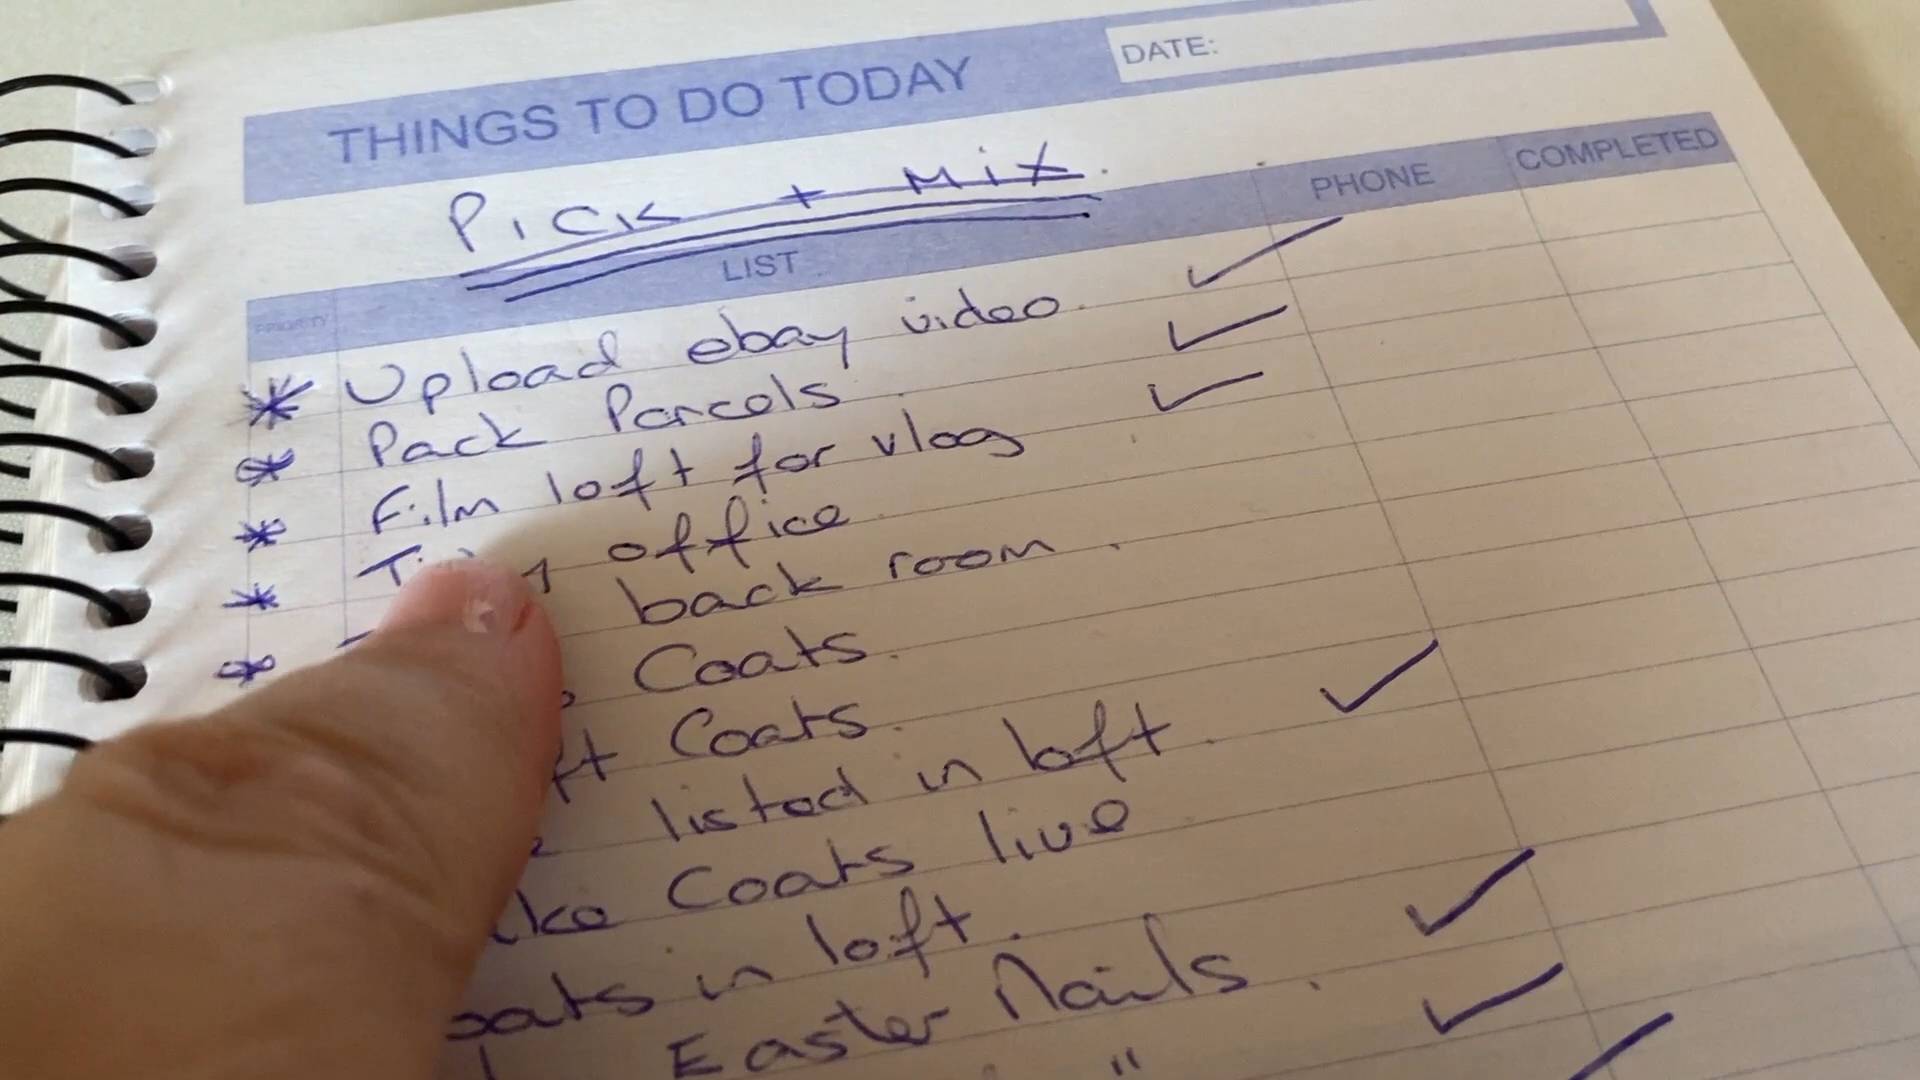 THINGS TO DO TODAY
DATE:
PICK + MIX.
PRIORITY LIST PHONE COMPLETED
* Upload ebay video.
* Pack Parcels.
* Film loft for vlog
* office.
* back room.
Coats.
Coats.
listed in loft.
Coats live
in loft.
Easter Nails.
"